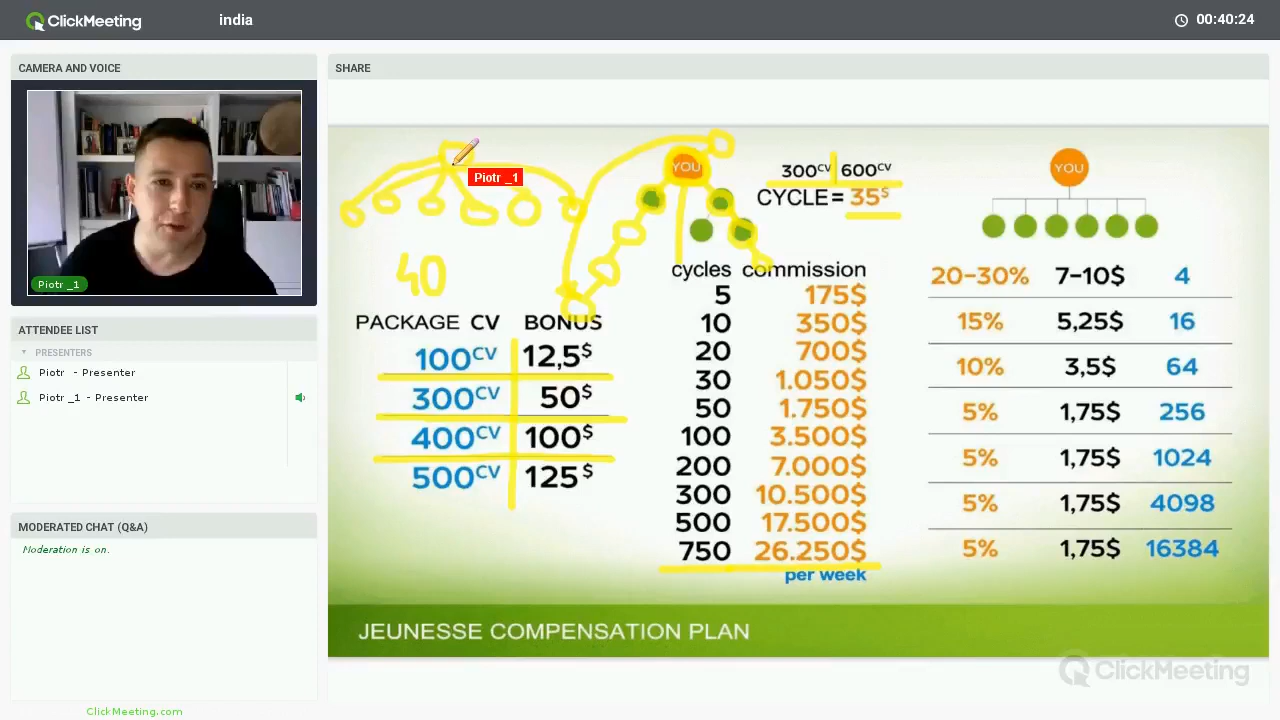 ClickMeeting
india
00:40:24
CAMERA AND VOICE
Piotr _1
ATTENDEE LIST
PRESENTERS
Piotr - Presenter
Piotr _1 - Presenter
MODERATED CHAT (Q&A)
Moderation is on.
ClickMeeting.com
SHARE
Piotr _1
40
PACKAGE CV BONUS
100CV 12,5$
300CV 50$
400CV 100$
500CV 125$
YOU
300CV 600CV
CYCLE = 35$
cycles commission
5 175$
10 350$
20 700$
30 1.050$
50 1.750$
100 3.500$
200 7.000$
300 10.500$
500 17.500$
750 26.250$
per week
YOU
20-30% 7-10$ 4
15% 5,25$ 16
10% 3,5$ 64
5% 1,75$ 256
5% 1,75$ 1024
5% 1,75$ 4098
5% 1,75$ 16384
JEUNESSE COMPENSATION PLAN
ClickMeeting